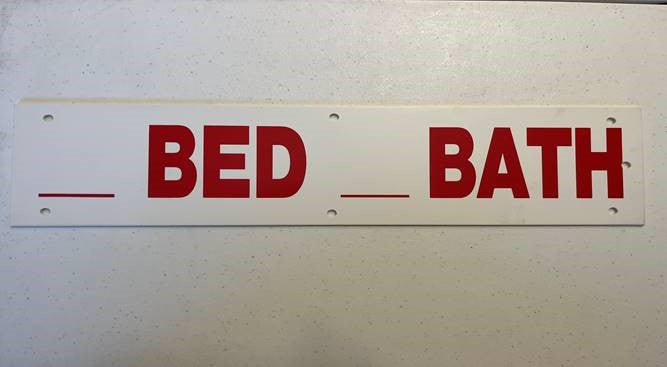 __ BED __ BATH